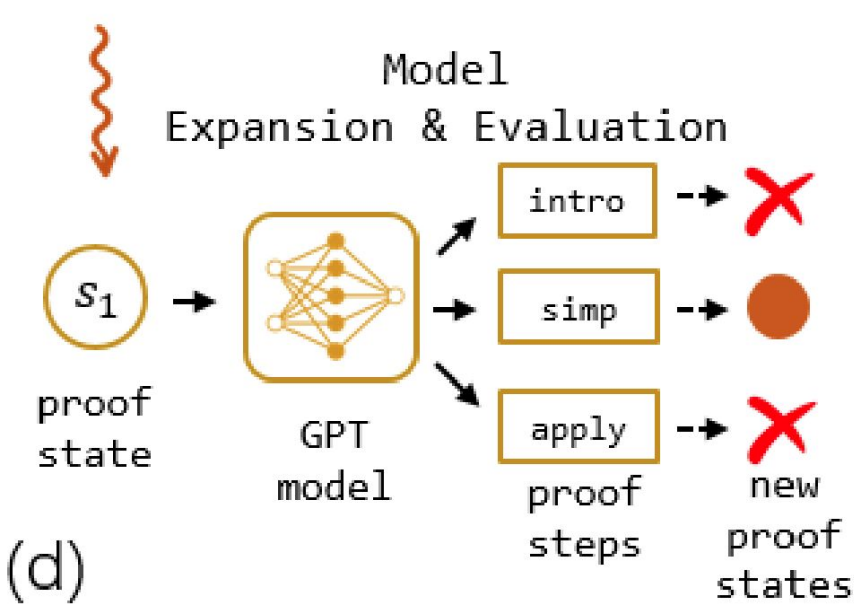 Model
Expansion & Evaluation
s₁
proof
state
GPT
model
intro
simp
apply
proof
steps
new
proof
states
(d)